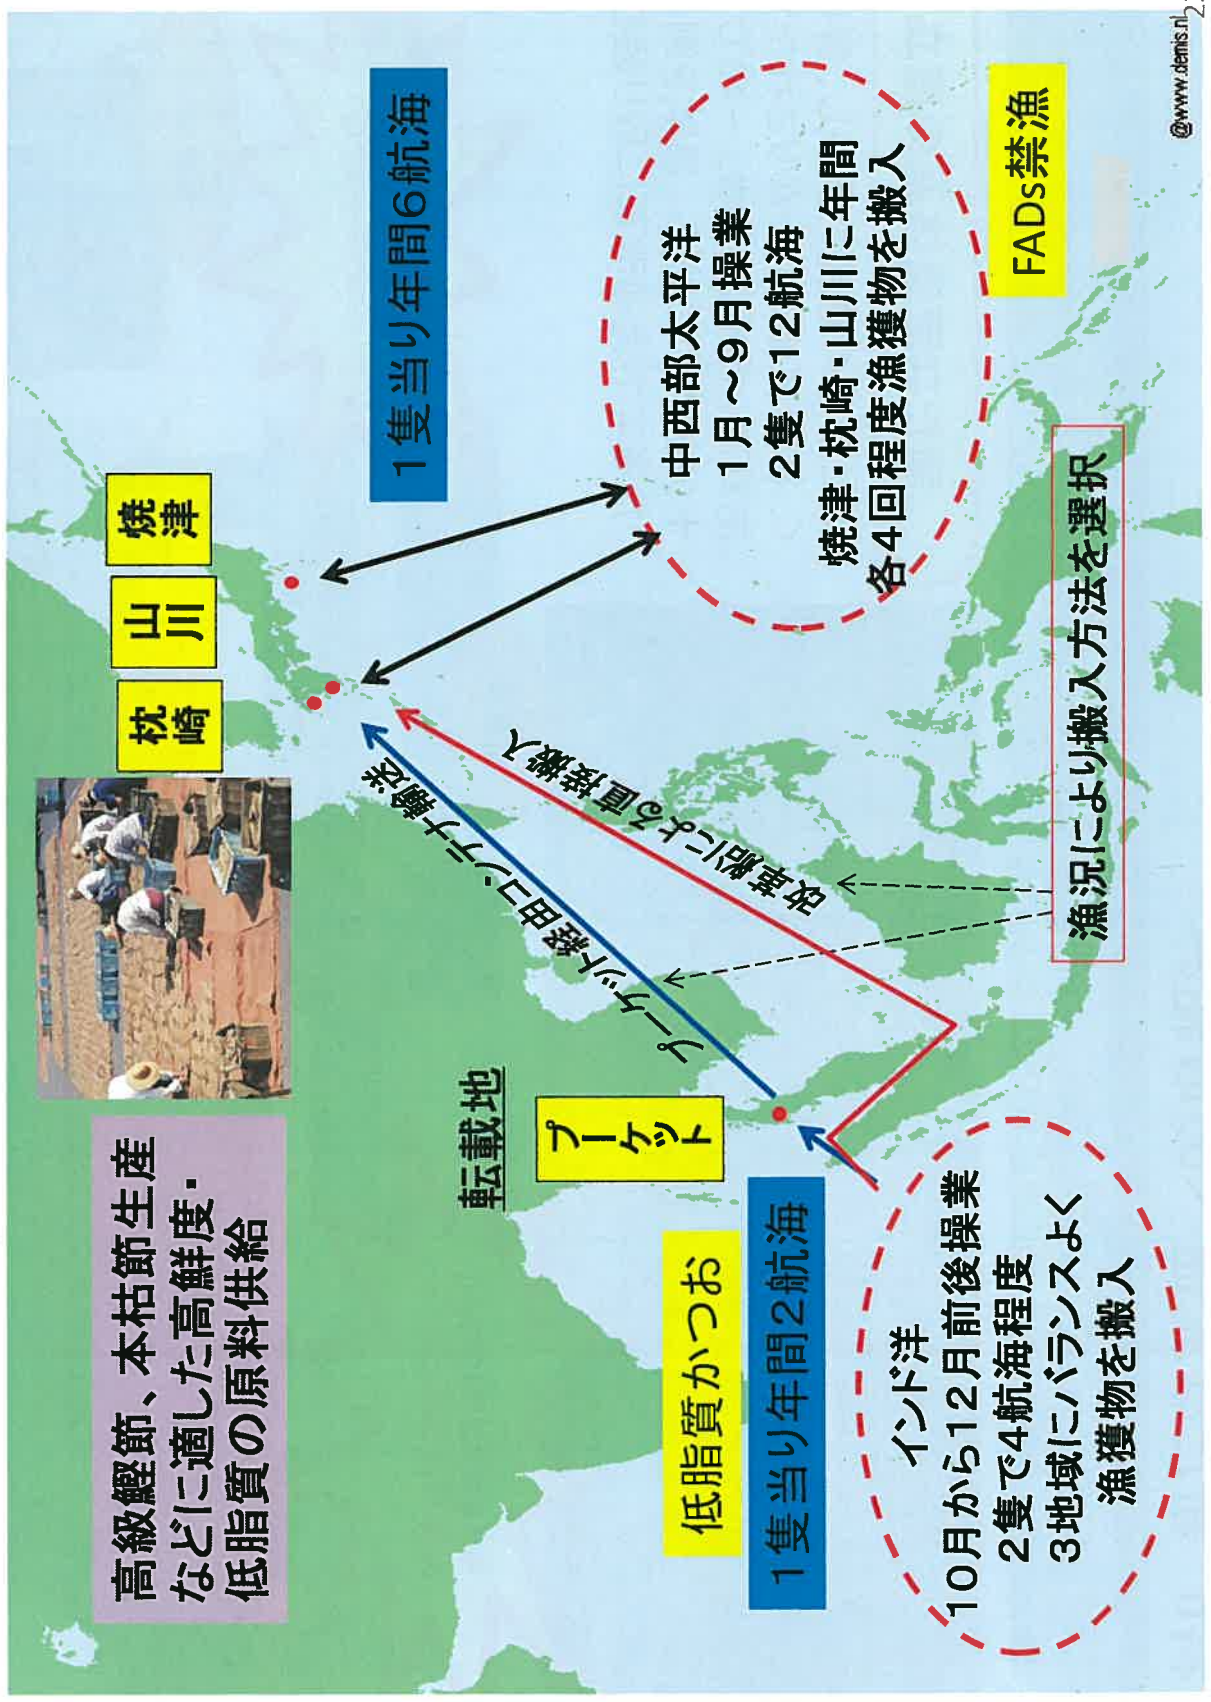 高級鰹節、本枯節生産
などに適した高鮮度・
低脂質の原料供給
枕崎
山川
焼津
1隻当り年間6航海
転載地
プーケット
プーケット経由コンテナ輸送
改革船による直接搬入
中西部太平洋
1月~9月操業
2隻で12航海
焼津・枕崎・山川に年間
各4回程度漁獲物を搬入
低脂質かつお
1隻当り年間2航海
FADs禁漁
インド洋
10月から12月前後操業
2隻で4航海程度
3地域にバランスよく
漁獲物を搬入
漁況により搬入方法を選択
@www.demis.nl